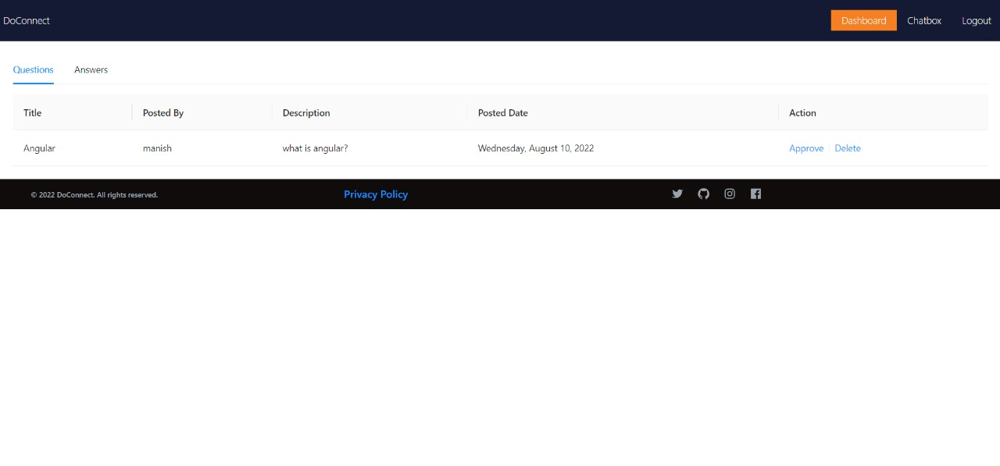 DoConnect Dashboard Chatbox Logout
Questions Answers
Title Posted By Description Posted Date Action
Angular manish what is angular? Wednesday, August 10, 2022 Approve Delete
© 2022 DoConnect. All rights reserved. Privacy Policy